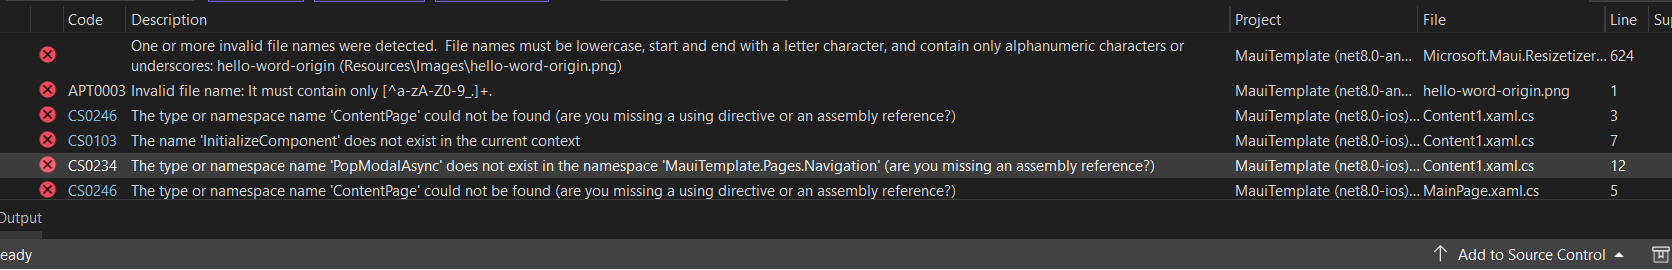 Code Description Project File Line Su
One or more invalid file names were detected.  File names must be lowercase, start and end with a letter character, and contain only alphanumeric characters or
underscores: hello-word-origin (Resources\Images\hello-word-origin.png) MauiTemplate (net8.0-an... Microsoft.Maui.Resizetizer... 624
APT0003 Invalid file name: It must contain only [^a-zA-Z0-9_.]+. MauiTemplate (net8.0-an... hello-word-origin.png 1
CS0246 The type or namespace name 'ContentPage' could not be found (are you missing a using directive or an assembly reference?) MauiTemplate (net8.0-ios)... Content1.xaml.cs 3
CS0103 The name 'InitializeComponent' does not exist in the current context MauiTemplate (net8.0-ios)... Content1.xaml.cs 7
CS0234 The type or namespace name 'PopModalAsync' does not exist in the namespace 'MauiTemplate.Pages.Navigation' (are you missing an assembly reference?) MauiTemplate (net8.0-ios)... Content1.xaml.cs 12
CS0246 The type or namespace name 'ContentPage' could not be found (are you missing a using directive or an assembly reference?) MauiTemplate (net8.0-ios)... MainPage.xaml.cs 5
Output
eady Add to Source Control